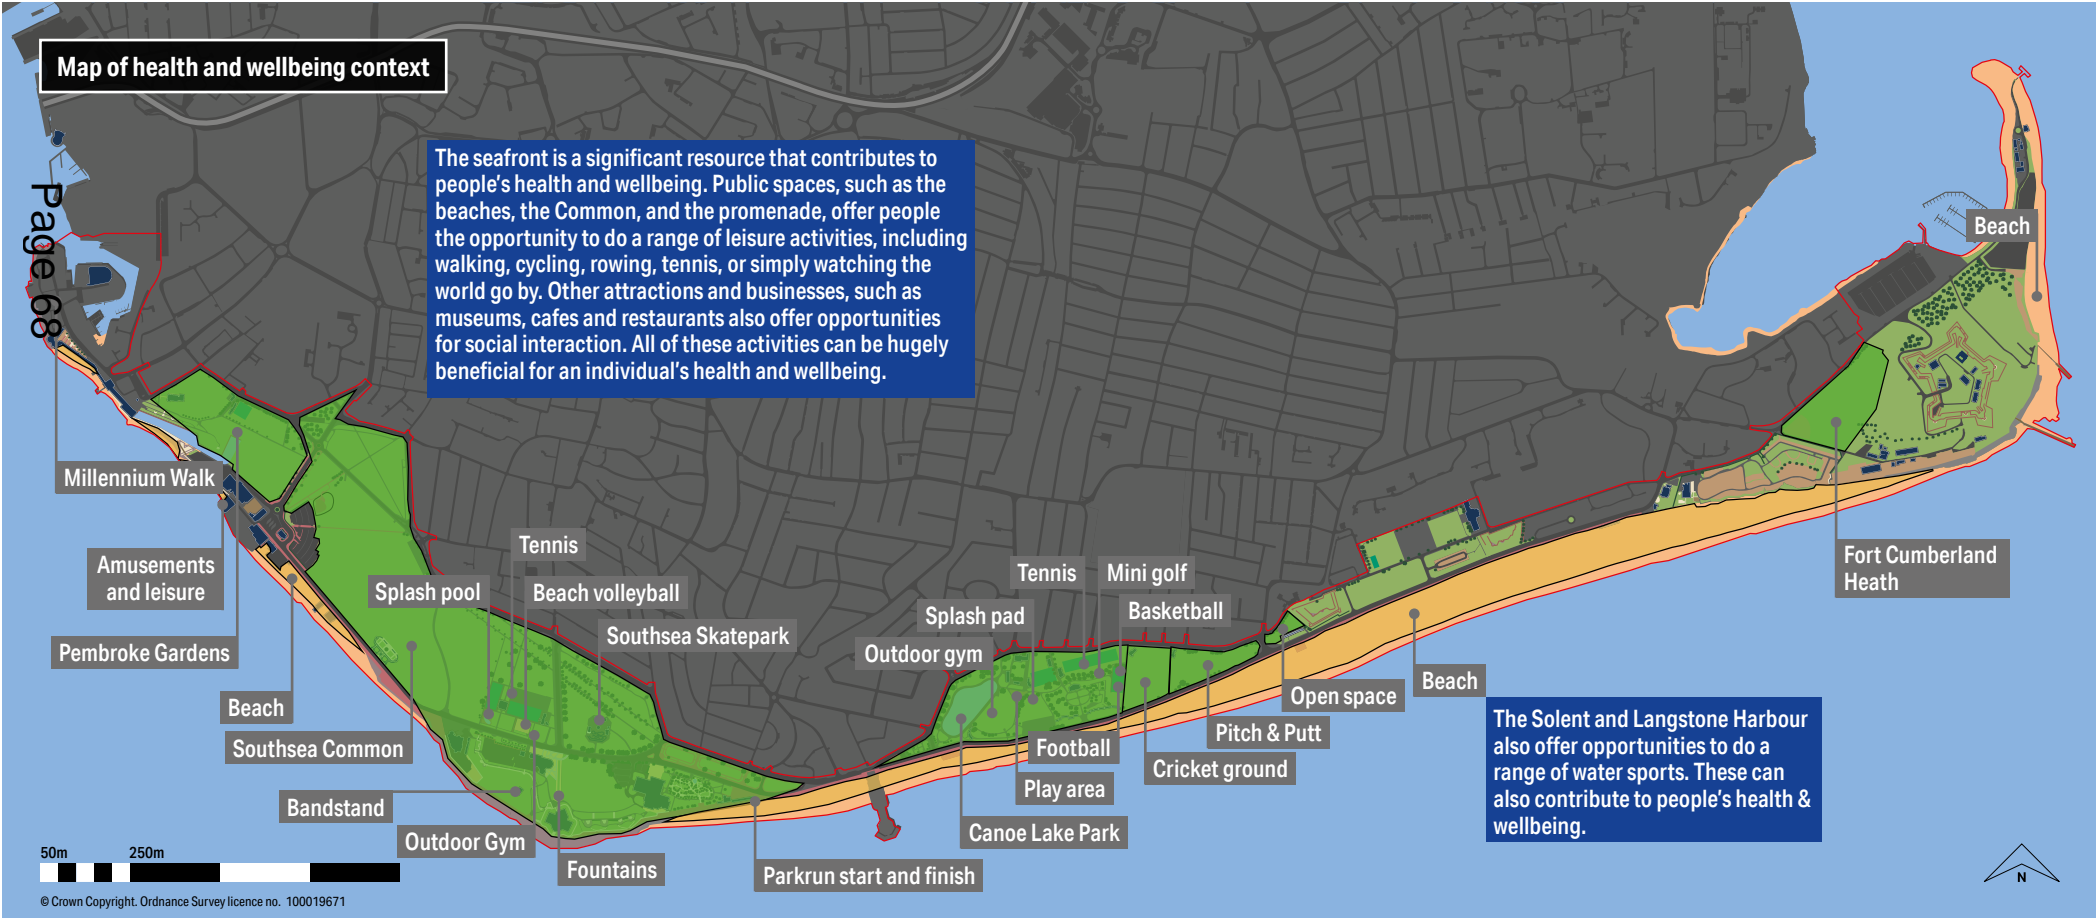 Map of health and wellbeing context
The seafront is a significant resource that contributes to
people's health and wellbeing. Public spaces, such as the
beaches, the Common, and the promenade, offer people
the opportunity to do a range of leisure activities, including
walking, cycling, rowing, tennis, or simply watching the
world go by. Other attractions and businesses, such as
museums, cafes and restaurants also offer opportunities
for social interaction. All of these activities can be hugely
beneficial for an individual's health and wellbeing.
Page 68
Beach
Millennium Walk
Amusements
and leisure
Pembroke Gardens
Beach
Southsea Common
Bandstand
Outdoor Gym
Fountains
Splash pool
Tennis
Beach volleyball
Southsea Skatepark
Parkrun start and finish
Outdoor gym
Splash pad
Tennis
Mini golf
Basketball
Football
Play area
Canoe Lake Park
Cricket ground
Pitch & Putt
Open space
Beach
Fort Cumberland
Heath
The Solent and Langstone Harbour
also offer opportunities to do a
range of water sports. These can
also contribute to people's health &
wellbeing.
50m
250m
© Crown Copyright. Ordnance Survey licence no. 100019671
N